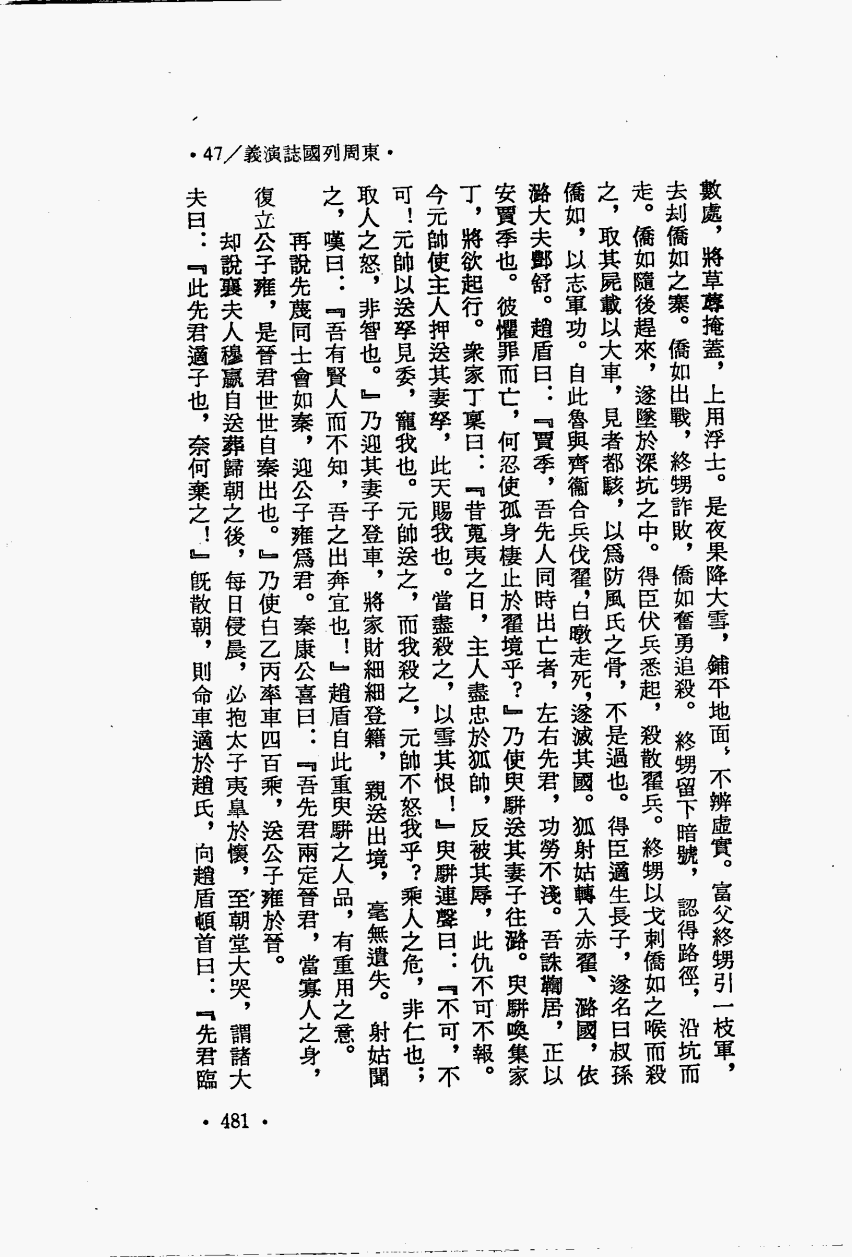 •47／義演誌國列周東•
數處，將草蓐掩蓋，上用浮士。是夜果降大雪，鋪平地面，不辨虛實。富父終甥引一枝軍，
去刦僑如之寨。僑如出戰，終甥詐敗，僑如奮勇追殺。終甥留下暗號，認得路徑，沿坑而
走。僑如隨後趕來，遂墜於深坑之中。得臣伏兵悉起，殺散翟兵。終甥以戈刺僑如之喉而殺
之，取其屍載以大車，見者都駭，以爲防風氏之骨，不是過也。得臣適生長子，遂名曰叔孫
僑如，以志軍功。自此魯與齊衞合兵伐翟，白暾走死，遂滅其國。狐射姑轉入赤翟、潞國，依
潞大夫酆舒。趙盾曰：『賈季，吾先人同時出亡者，左右先君，功勞不淺。吾誅鞫居，正以
安賈季也。彼懼罪而亡，何忍使孤身棲止於翟境乎？』乃使臾駢送其妻子往潞。臾駢喚集家
丁，將欲起行。衆家丁稟曰：『昔蒐夷之日，主人盡忠於狐帥，反被其辱，此仇不可不報。
今元帥使主人押送其妻孥，此天賜我也。當盡殺之，以雪其恨！』臾駢連聲曰：『不可，不
可！元帥以送孥見委，寵我也。元帥送之，而我殺之，元帥不怒我乎？乘人之危，非仁也；
取人之怒，非智也。』乃迎其妻子登車，將家財細細登籍，親送出境，毫無遺失。射姑聞
之，嘆曰：『吾有賢人而不知，吾之出奔宜也！』趙盾自此重臾駢之人品，有重用之意。
再說先蔑同士會如秦，迎公子雍爲君。秦康公喜曰：『吾先君兩定晉君，當寡人之身，
復立公子雍，是晉君世世自秦出也。』乃使白乙丙率車四百乘，送公子雍於晉。
却說襄夫人穆嬴自送葬歸朝之後，每日侵晨，必抱太子夷臯於懷，至朝堂大哭，謂諸大
夫曰：『此先君適子也，奈何棄之！』旣散朝，則命車適於趙氏，向趙盾頓首曰：『先君臨
•481•